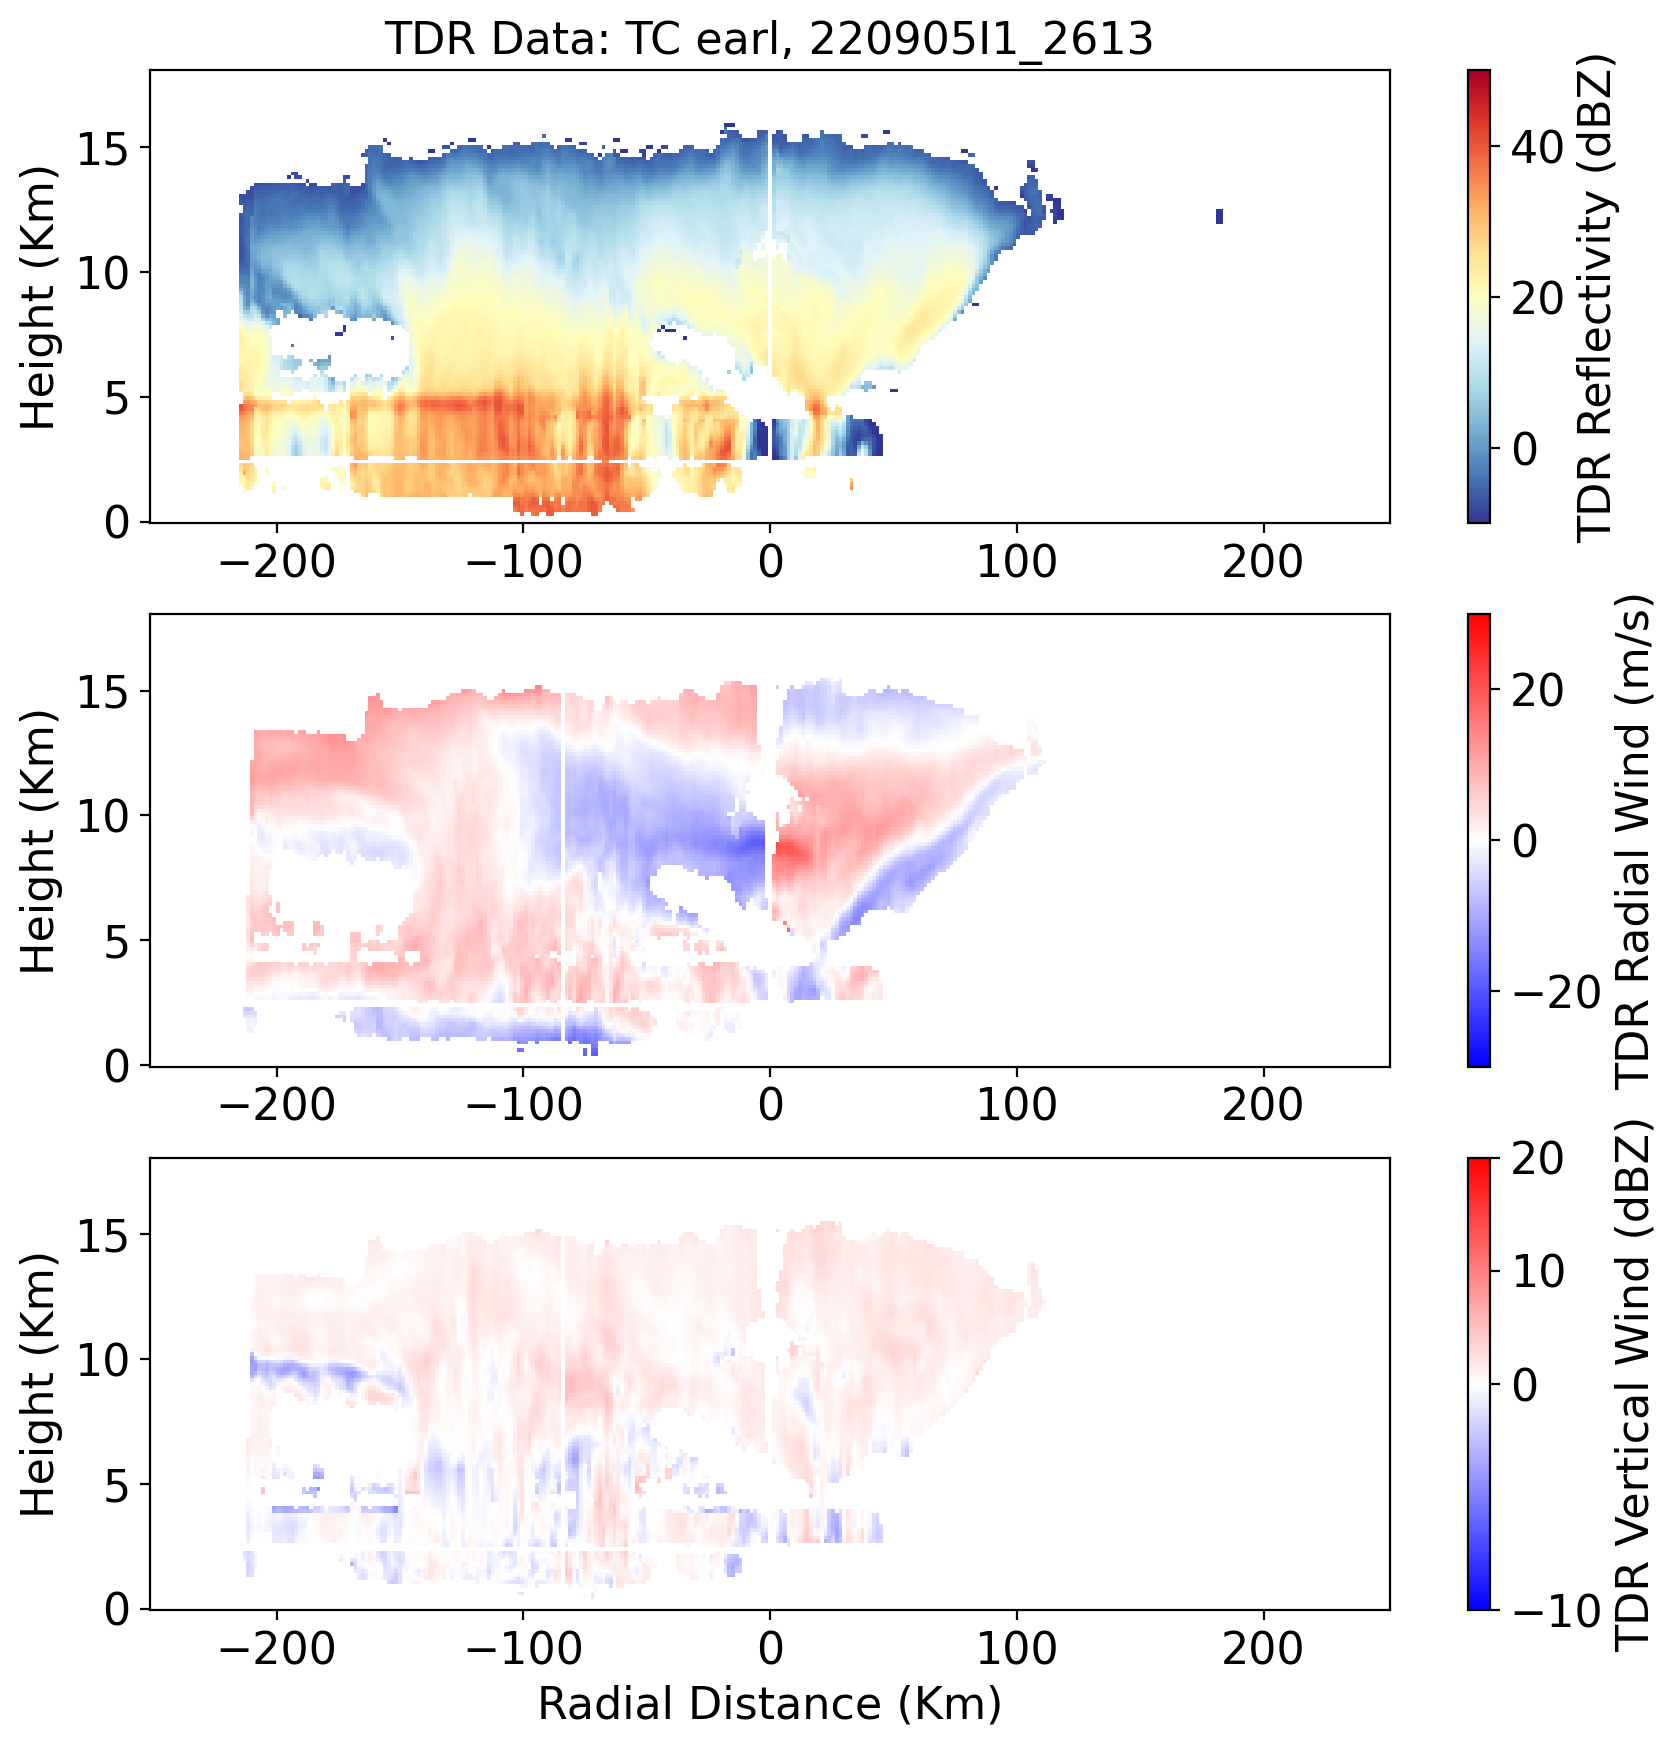 TDR Data: TC earl, 220905I1_2613
Height (Km)
15
10
5
0
−200 −100 0 100 200
40
20
0
TDR Reflectivity (dBZ)
Height (Km)
15
10
5
0
−200 −100 0 100 200
20
0
−20
TDR Radial Wind (m/s)
Height (Km)
15
10
5
0
−200 −100 0 100 200
Radial Distance (Km)
20
10
0
−10
TDR Vertical Wind (dBZ)